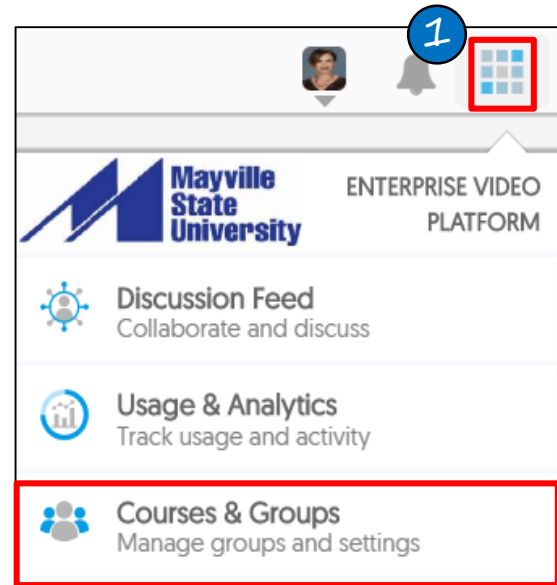 1
Mayville
State
University
ENTERPRISE VIDEO
PLATFORM
Discussion Feed
Collaborate and discuss
Usage & Analytics
Track usage and activity
Courses & Groups
Manage groups and settings